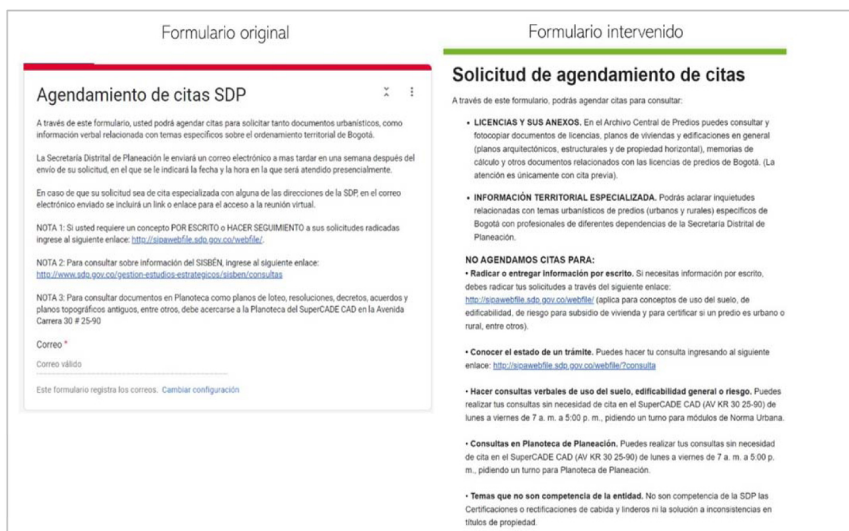 Formulario original
Agendamiento de citas SDP
A través de este formulario, usted podrá agendar citas para solicitar tanto documentos urbanísticos, como
información verbal relacionada con temas específicos sobre el ordenamiento territorial de Bogotá.
La Secretaría Distrital de Planeación le enviará un correo electrónico a mas tardar en una semana después del
envío de su solicitud, en el que se le indicará la fecha y la hora en la que será atendido presencialmente.
En caso de que su solicitud sea de cita especializada con alguna de las direcciones de la SDP, en el correo
electrónico enviado se incluirá un link o enlace para el acceso a la reunión virtual.
NOTA 1: Si usted requiere un concepto POR ESCRITO o HACER SEGUIMIENTO a sus solicitudes radicadas
ingrese al siguiente enlace: http://sipawebfile.sdp.gov.co/webfile/.
NOTA 2: Para consultar sobre información del SISBÉN, ingrese al siguiente enlace:
http://www.sdp.gov.co/gestion-estudios-estrategicos/sisben/consultas
NOTA 3: Para consultar documentos en Planoteca como planos de loteo, resoluciones, decretos, acuerdos y
planos topográficos antiguos, entre otros, debe acercarse a la Planoteca del SuperCADE CAD en la Avenida
Carrera 30 # 25-90
Correo *
Correo válido
Este formulario registra los correos. Cambiar configuración
Formulario intervenido
Solicitud de agendamiento de citas
A través de este formulario, podrás agendar citas para consultar:
• LICENCIAS Y SUS ANEXOS. En el Archivo Central de Predios puedes consultar y
fotocopiar documentos de licencias, planos de viviendas y edificaciones en general
(planos arquitectónicos, estructurales y de propiedad horizontal), memorias de
cálculo y otros documentos relacionados con las licencias de predios de Bogotá. (La
atención es únicamente con cita previa).
• INFORMACIÓN TERRITORIAL ESPECIALIZADA. Podrás aclarar inquietudes
relacionadas con temas urbanísticos de predios (urbanos y rurales) específicos de
Bogotá con profesionales de diferentes dependencias de la Secretaria Distrital de
Planeación.
NO AGENDAMOS CITAS PARA:
• Radicar o entregar información por escrito. Si necesitas información por escrito,
debes radicar tus solicitudes a través del siguiente enlace:
http://sipawebfile.sdp.gov.co/webfile/ (aplica para conceptos de uso del suelo, de
edificabilidad, de riesgo para subsidio de vivienda y para certificar si un predio es urbano o
rural, entre otros).
• Conocer el estado de un trámite. Puedes hacer tu consulta ingresando al siguiente
enlace: http://sipawebfile.sdp.gov.co/webfile/?consulta
• Hacer consultas verbales de uso del suelo, edificabilidad general o riesgo. Puedes
realizar tus consultas sin necesidad de cita en el SuperCADE CAD (AV KR 30 25-90) de
lunes a viernes de 7 a. m. a 5:00 p. m., pidiendo un turno para módulos de Norma Urbana.
• Consultas en Planoteca de Planeación. Puedes realizar tus consultas sin necesidad
de cita en el SuperCADE CAD (AV KR 30 25-90) de lunes a viernes de 7 a. m. a 5:00 p.
m., pidiendo un turno para Planoteca de Planeación.
• Temas que no son competencia de la entidad. No son competencia de la SDP las
Certificaciones o rectificaciones de cabida y linderos ni la solución a inconsistencias en
títulos de propiedad.